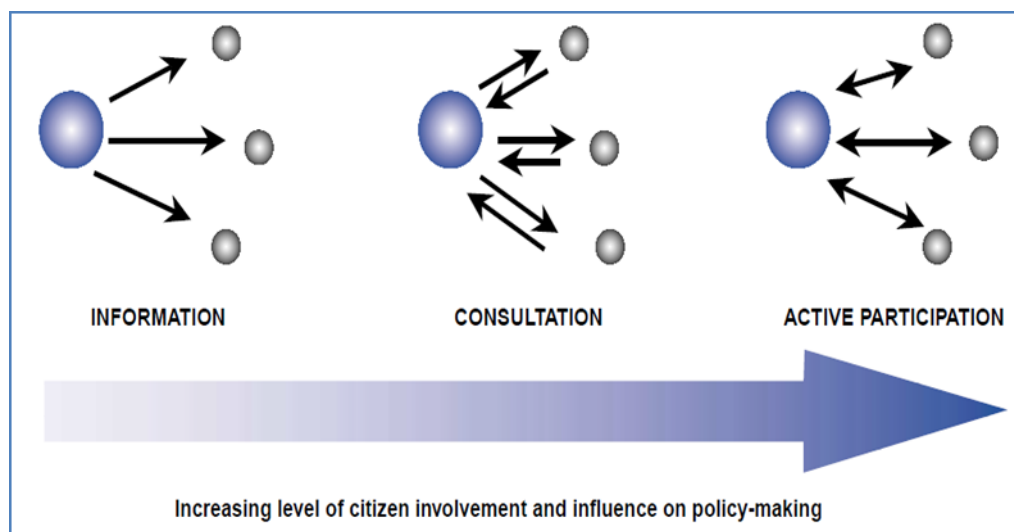 INFORMATION CONSULTATION ACTIVE PARTICIPATION
Increasing level of citizen involvement and influence on policy-making